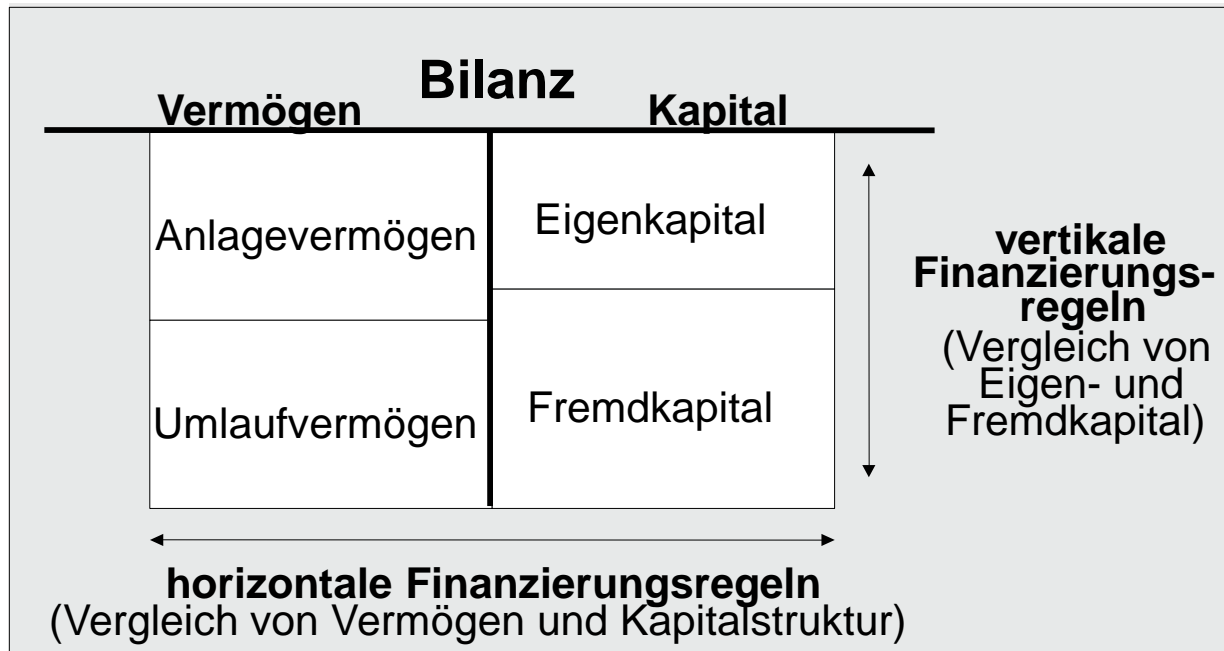 Bilanz
Vermögen
Kapital
Anlagevermögen
Eigenkapital
Umlaufvermögen
Fremdkapital
vertikale
Finanzierungs-
regeln
(Vergleich von
Eigen- und
Fremdkapital)
horizontale Finanzierungsregeln
(Vergleich von Vermögen und Kapitalstruktur)